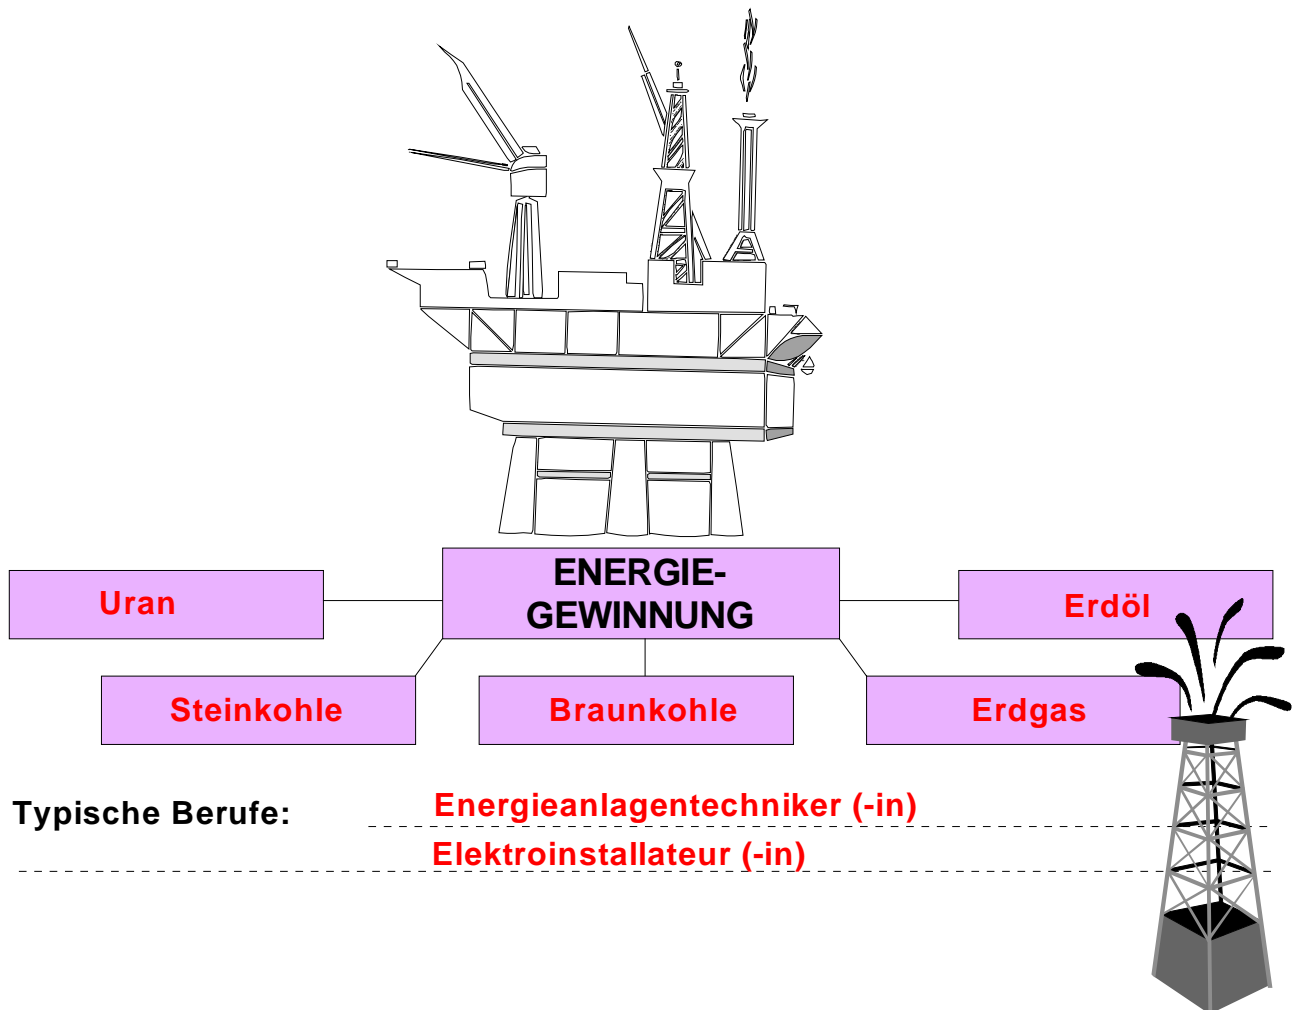 ENERGIE-
GEWINNUNG
Uran
Erdöl
Steinkohle
Braunkohle
Erdgas
Typische Berufe:
Energieanlagentechniker (-in)
Elektroinstallateur (-in)